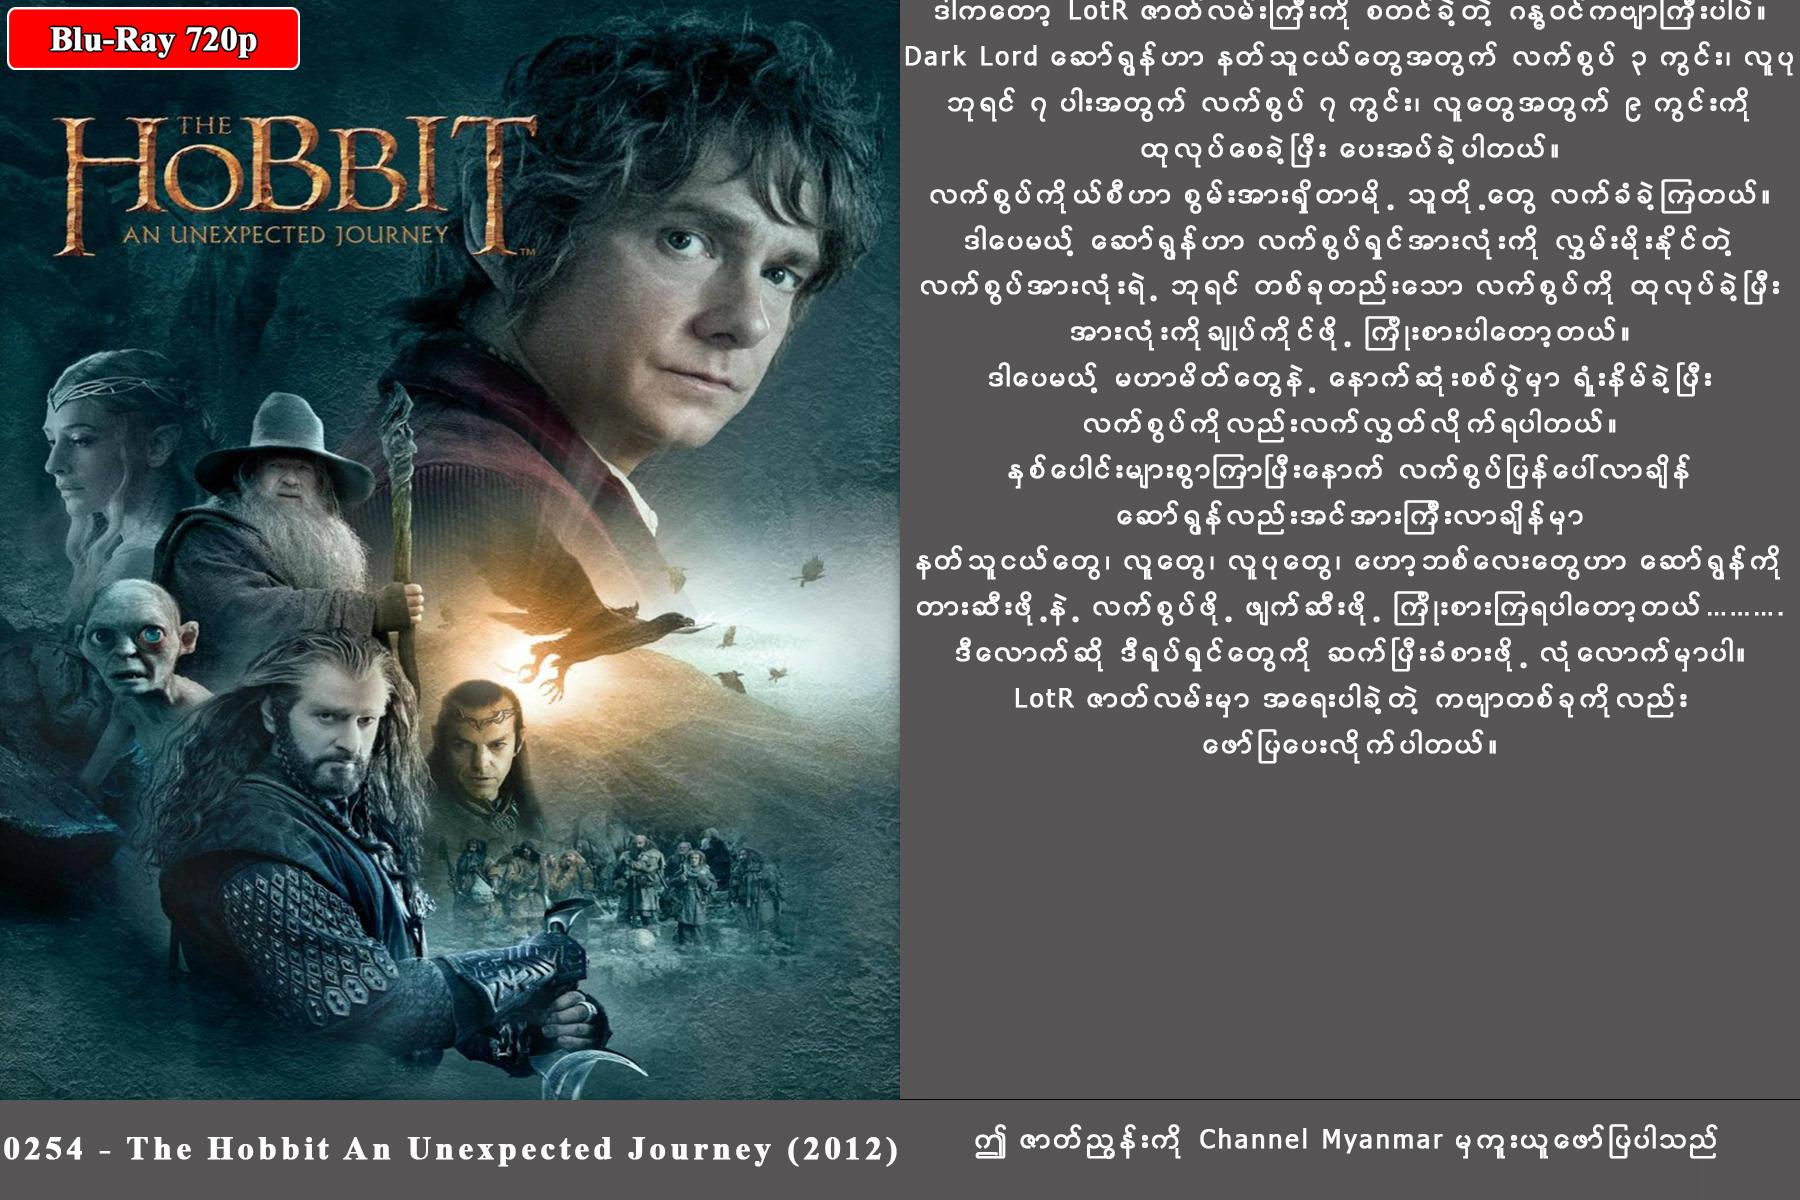 Blu-Ray 720p
THE
HOBBIT
AN UNEXPECTED JOURNEY™
ဒါကတော့ LotR ဇာတ်လမ်းကြီးကို စတင်ခဲ့တဲ့ ဂန္ဓဝင်ကဗျာကြီးပါပဲ။
Dark Lord ဆော်ရွန်ဟာ နတ်သူငယ်တွေအတွက် လက်စွပ် ၃ ကွင်း၊ လူပု
ဘုရင် ၇ ပါးအတွက် လက်စွပ် ၇ ကွင်း၊ လူတွေအတွက် ၉ ကွင်းကို
ထုလုပ်စေခဲ့ပြီး ပေးအပ်ခဲ့ပါတယ်။
လက်စွပ်ကိုယ်စီဟာ စွမ်းအားရှိတာမို့ သူတို့တွေ လက်ခံခဲ့ကြတယ်။
ဒါပေမယ့် ဆော်ရွန်ဟာ လက်စွပ်ရှင်အားလုံးကို လွှမ်းမိုးနိုင်တဲ့
လက်စွပ်အားလုံးရဲ့ ဘုရင် တစ်ခုတည်းသော လက်စွပ်ကို ထုလုပ်ခဲ့ပြီး
အားလုံးကိုချုပ်ကိုင်ဖို့ ကြိုးစားပါတော့တယ်။
ဒါပေမယ့် မဟာမိတ်တွေနဲ့ နောက်ဆုံးစစ်ပွဲမှာ ရှုံးနိမ်ခဲ့ပြီး
လက်စွပ်ကိုလည်းလက်လွှတ်လိုက်ရပါတယ်။
နှစ်ပေါင်းများစွာကြာပြီးနောက် လက်စွပ်ပြန်ပေါ်လာချိန်
ဆော်ရွန်လည်းအင်အားကြီးလာချိန်မှာ
နတ်သူငယ်တွေ၊ လူတွေ၊ လူပုတွေ၊ ဟော့ဘစ်လေးတွေဟာ ဆော်ရွန်ကို
တားဆီးဖို့နဲ့ လက်စွပ်ဖို့ ဖျက်ဆီးဖို့ ကြိုးစားကြရပါတော့တယ်……….
ဒီလောက်ဆို ဒီရုပ်ရှင်တွေကို ဆက်ပြီးခံစားဖို့ လုံလောက်မှာပါ။
LotR ဇာတ်လမ်းမှာ အရေးပါခဲ့တဲ့ ကဗျာတစ်ခုကိုလည်း
ဖော်ပြပေးလိုက်ပါတယ်။
0254 - The Hobbit An Unexpected Journey (2012)
ဤ ဇာတ်ညွှန်းကို Channel Myanmar မှကူးယူဖော်ပြပါသည်